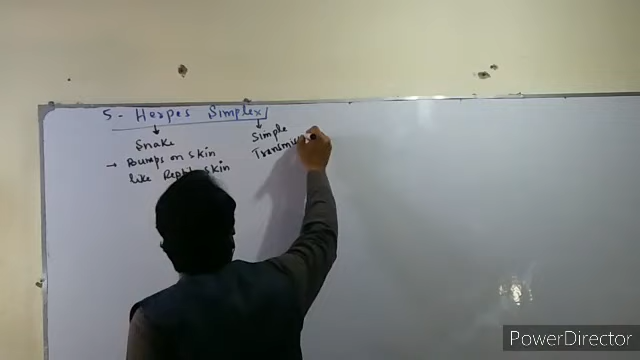 5- Herpes Simplex
Snake
→ Bumps on skin
like Reptile skin
Simple
PowerDirector